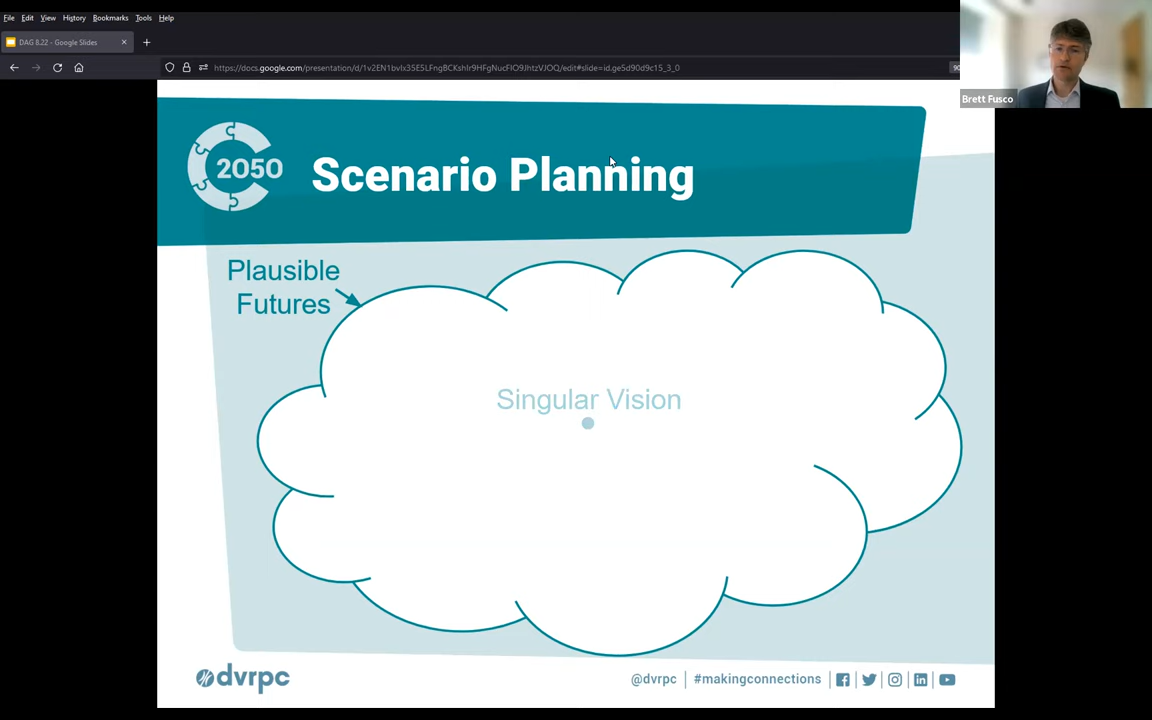 File Edit View History Bookmarks Tools Help
DAG 8.22 - Google Slides
Brett Fusco
2050
Scenario Planning
Plausible
Futures
Singular Vision
dvrpc
@dvrpc | #makingconnections